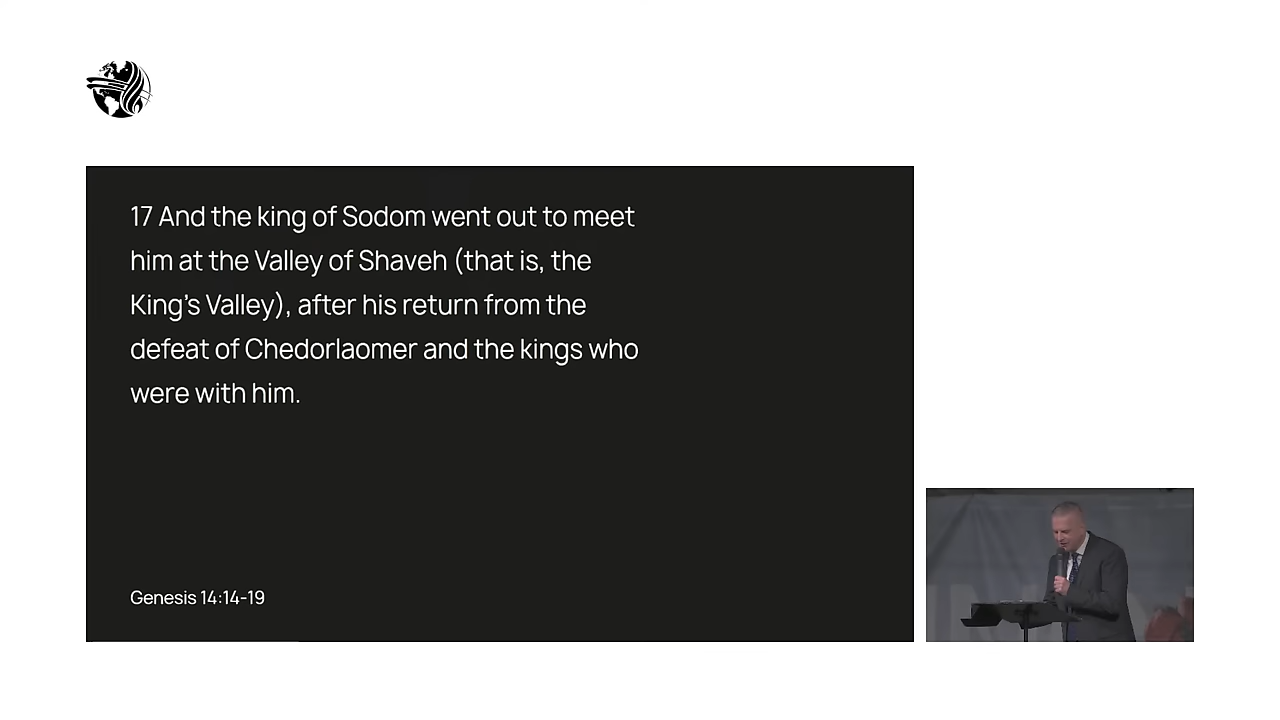 17 And the king of Sodom went out to meet
him at the Valley of Shaveh (that is, the
King’s Valley), after his return from the
defeat of Chedorlaomer and the kings who
were with him.
Genesis 14:14-19